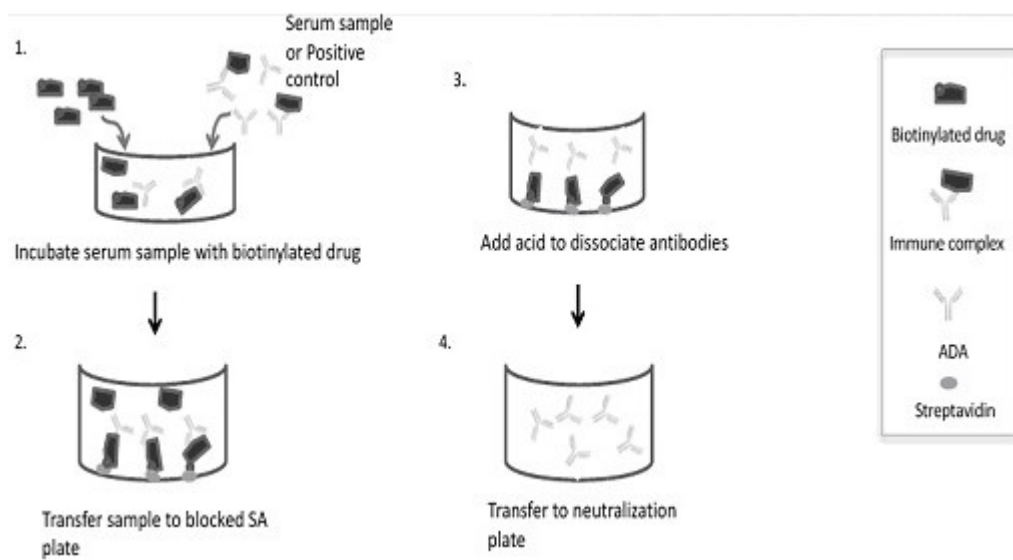 1.
Serum sample
or Positive
control
Incubate serum sample with biotinylated drug
2.
Transfer sample to blocked SA
plate
3.
Add acid to dissociate antibodies
4.
Transfer to neutralization
plate
Biotinylated drug
Immune complex
ADA
Streptavidin